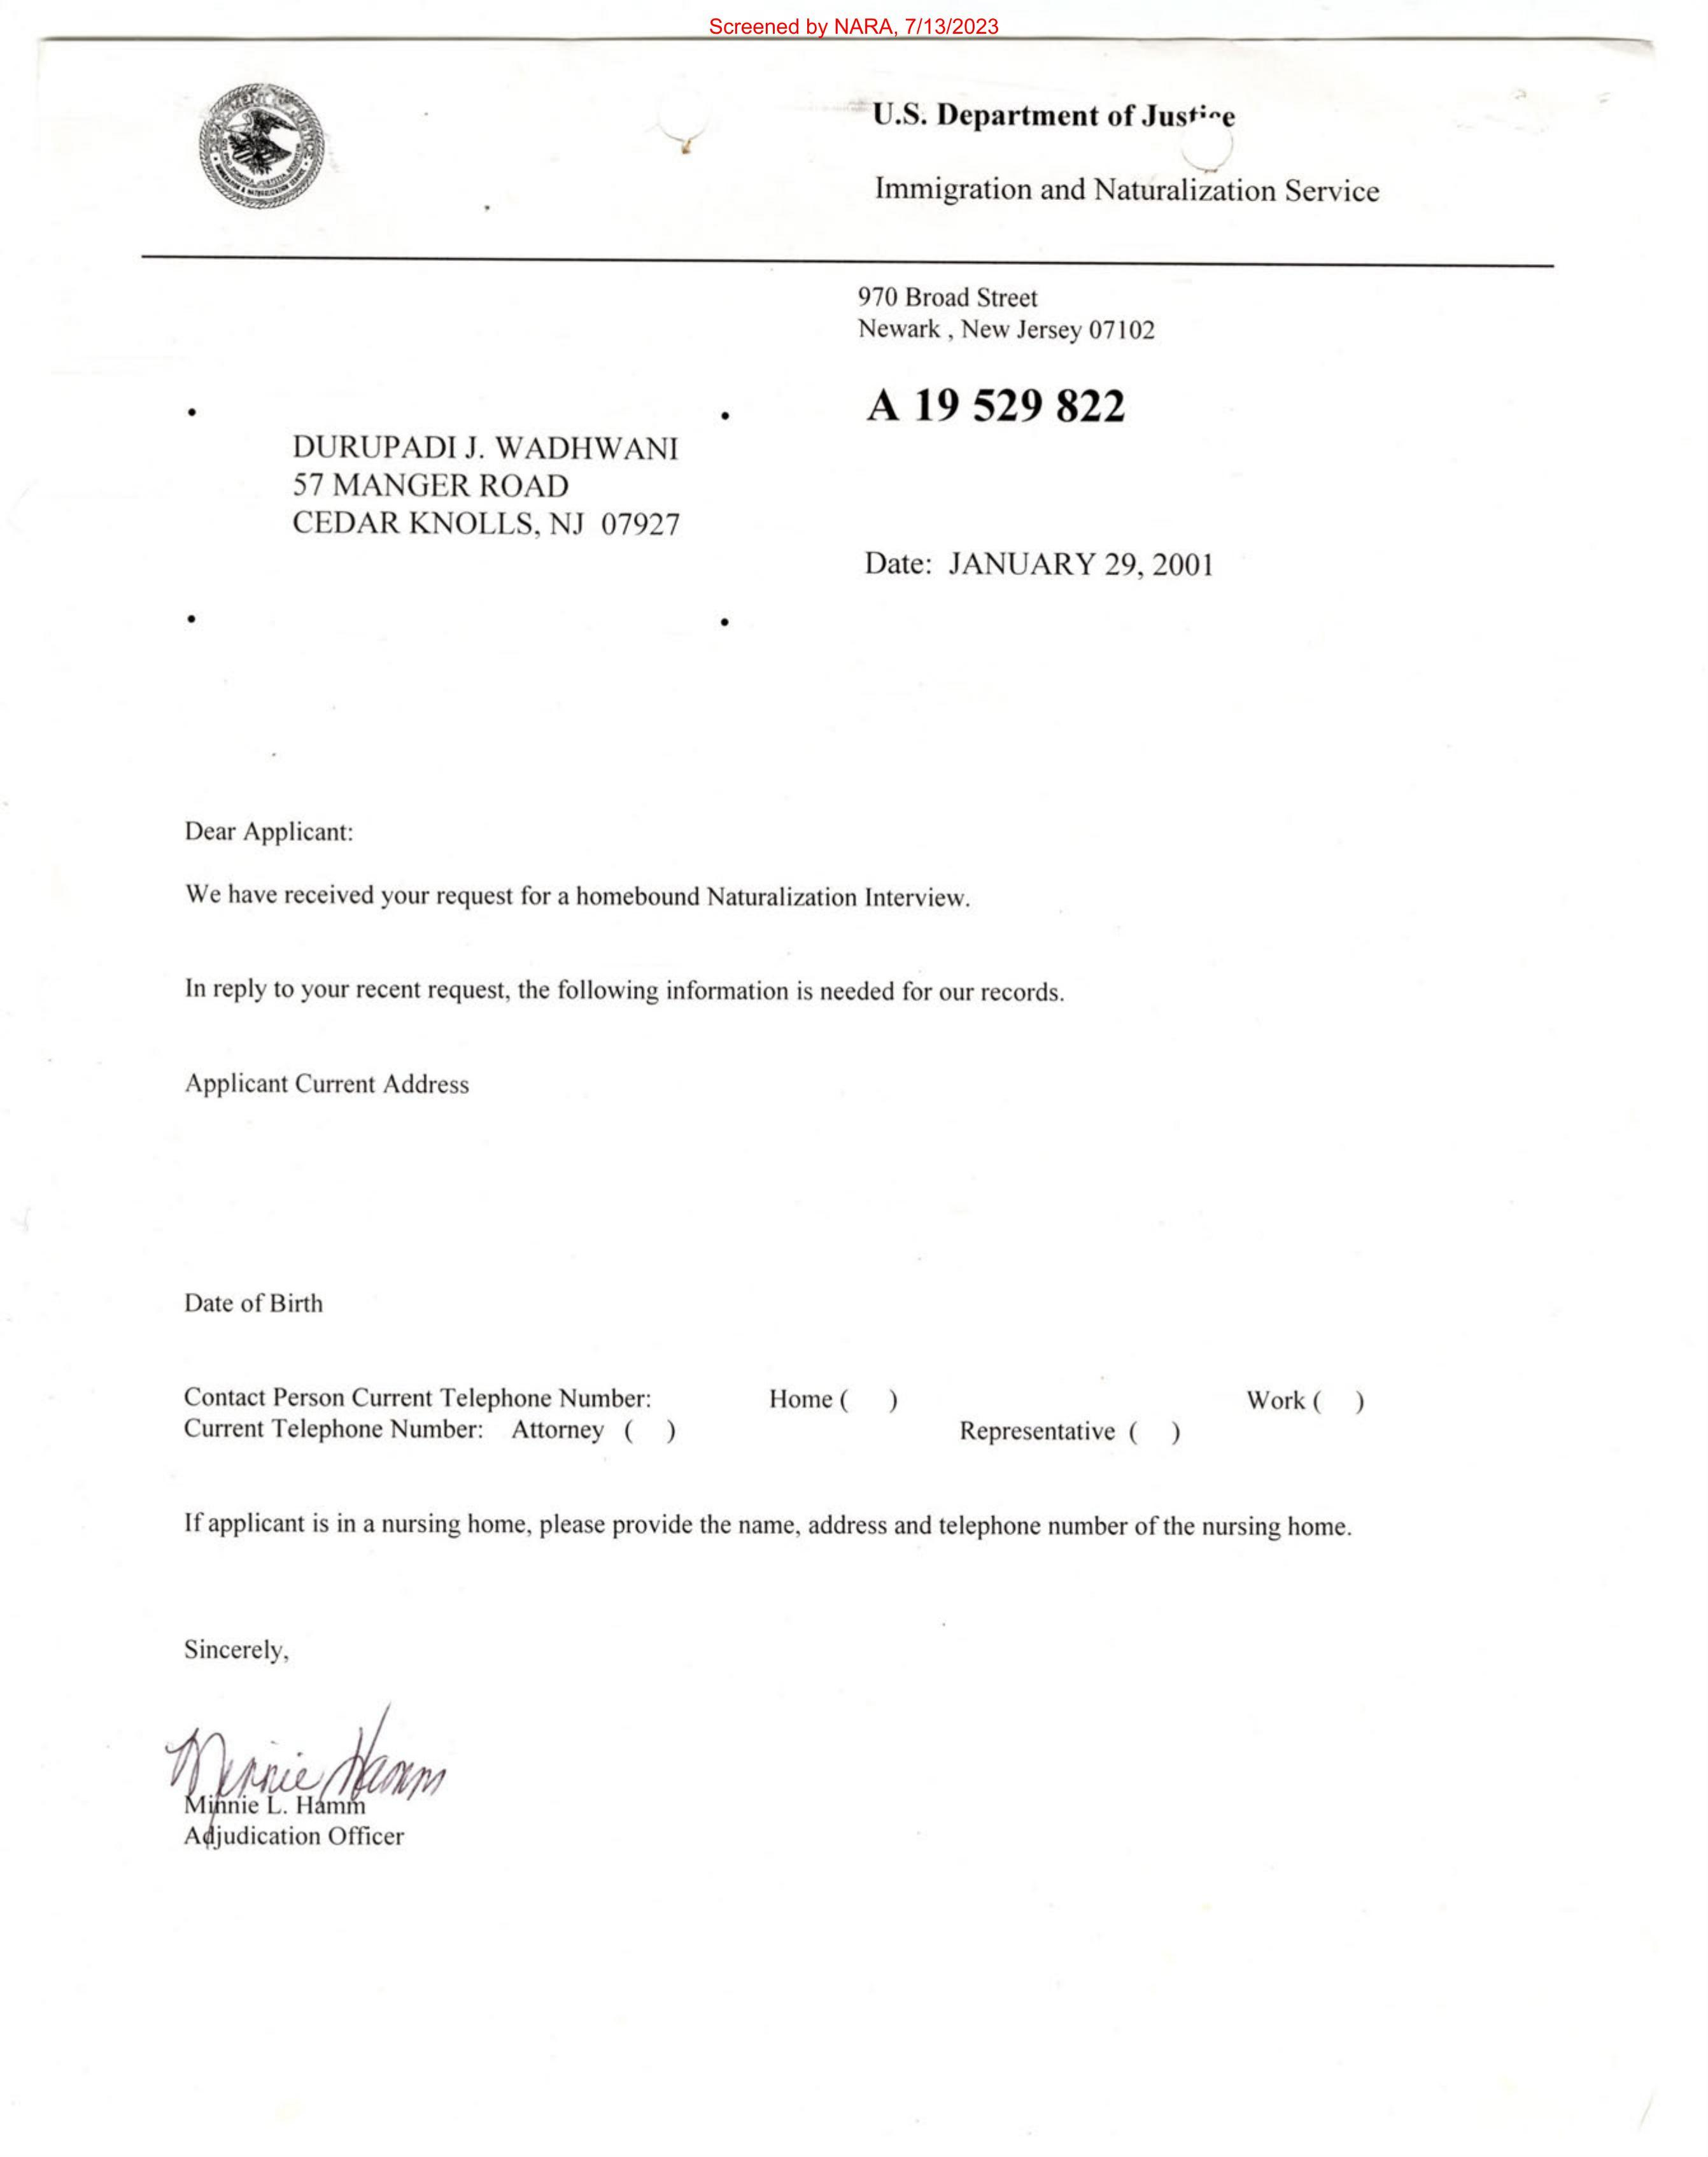 Screened by NARA, 7/13/2023
U.S. Department of Justice
Immigration and Naturalization Service
970 Broad Street
Newark , New Jersey 07102
A 19 529 822
DURUPADI J. WADHWANI
57 MANGER ROAD
CEDAR KNOLLS, NJ 07927
Date: JANUARY 29, 2001
Dear Applicant:
We have received your request for a homebound Naturalization Interview.
In reply to your recent request, the following information is needed for our records.
Applicant Current Address
Date of Birth
Contact Person Current Telephone Number: Home ( ) Work ( )
Current Telephone Number: Attorney ( ) Representative ( )
If applicant is in a nursing home, please provide the name, address and telephone number of the nursing home.
Sincerely,
Minnie Hamm
Minnie L. Hamm
Adjudication Officer